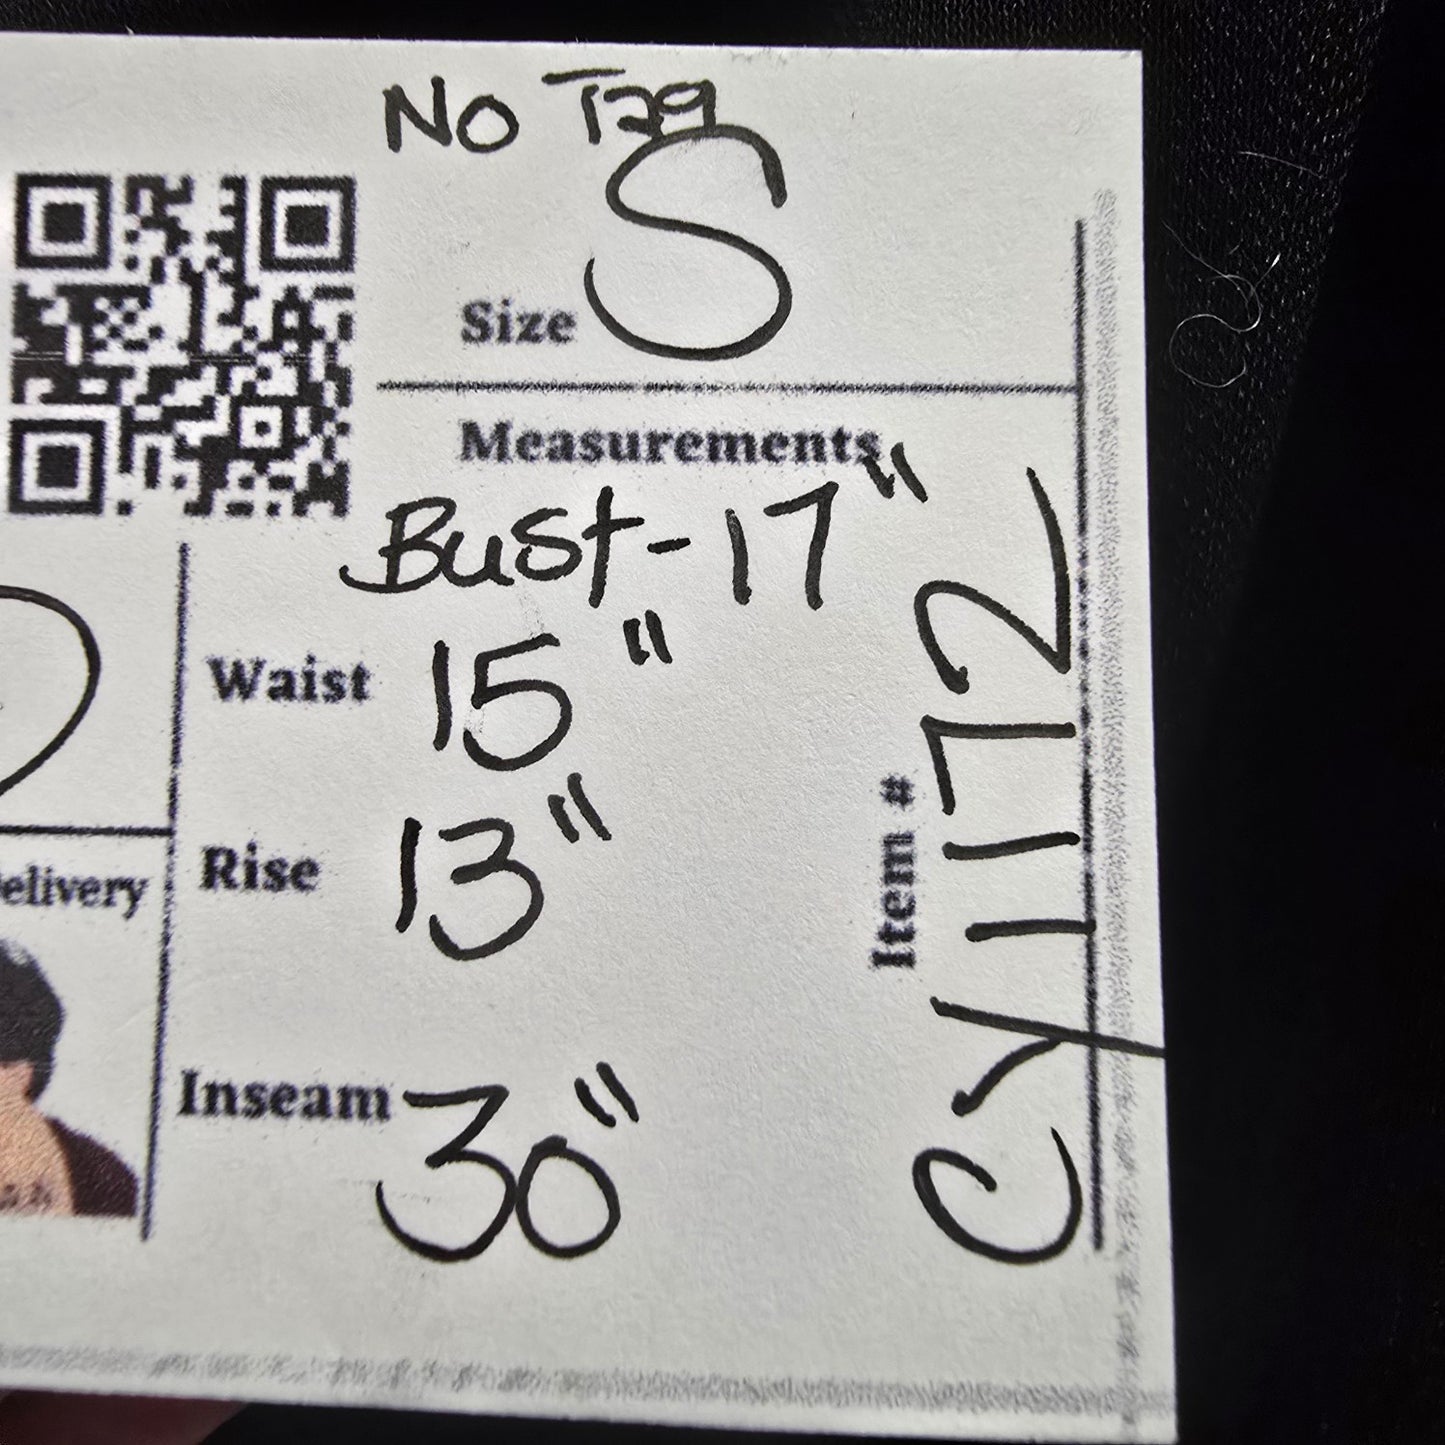 No Tag
Size S
Measurements
Bust - 17"
Waist 15"
Rise 13"
Inseam 30"
elivery
Item # CY1172